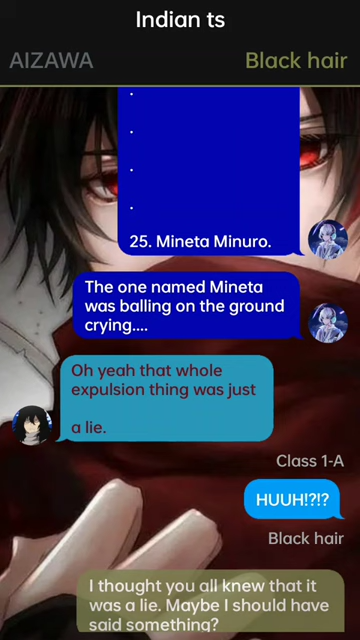 Indian ts
AIZAWA
Black hair
.
.
.
.
25. Mineta Minuro.
The one named Mineta
was balling on the ground
crying....
Oh yeah that whole
expulsion thing was just
a lie.
Class 1-A
HUUH!?!?
Black hair
I thought you all knew that it
was a lie. Maybe I should have
said something?